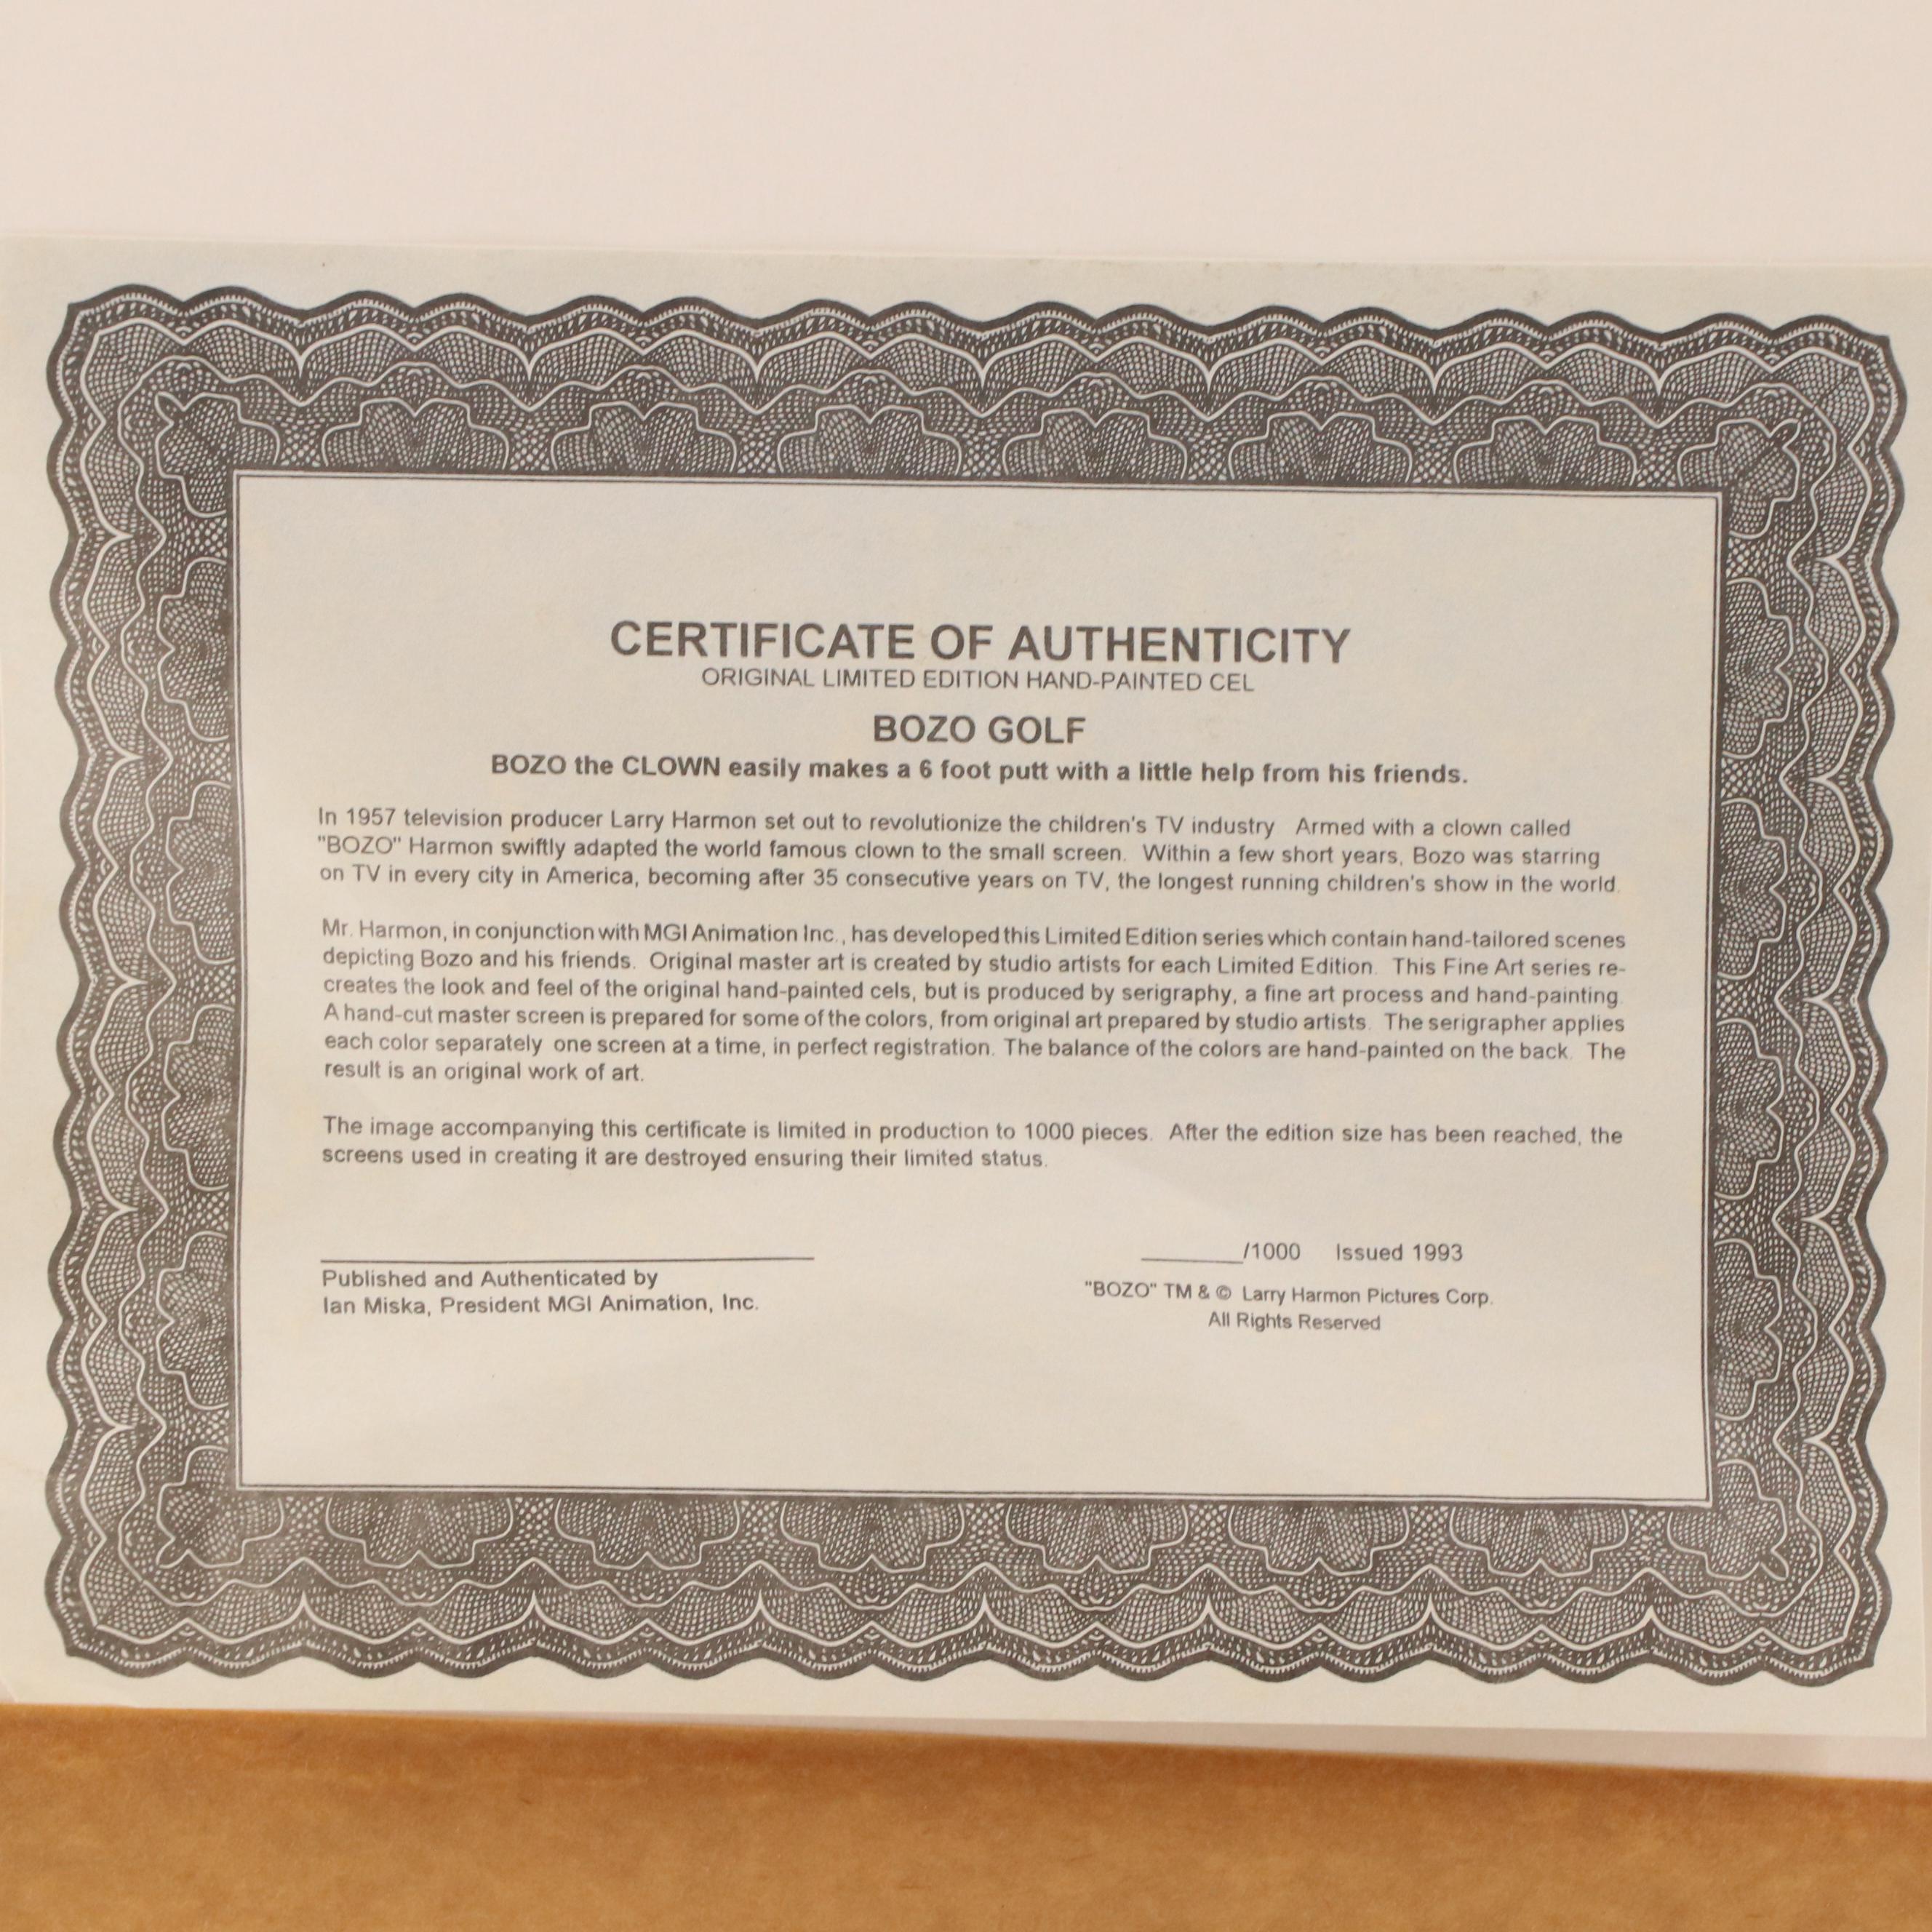 CERTIFICATE OF AUTHENTICITY
ORIGINAL LIMITED EDITION HAND-PAINTED CEL
BOZO GOLF
BOZO the CLOWN easily makes a 6 foot putt with a little help from his friends.
In 1957 television producer Larry Harmon set out to revolutionize the children's TV industry Armed with a clown called
"BOZO" Harmon swiftly adapted the world famous clown to the small screen. Within a few short years, Bozo was starring
on TV in every city in America, becoming after 35 consecutive years on TV, the longest running children's show in the world.
Mr. Harmon, in conjunction with MGI Animation Inc., has developed this Limited Edition series which contain hand-tailored scenes
depicting Bozo and his friends. Original master art is created by studio artists for each Limited Edition. This Fine Art series re-
creates the look and feel of the original hand-painted cels, but is produced by serigraphy, a fine art process and hand-painting.
A hand-cut master screen is prepared for some of the colors, from original art prepared by studio artists. The serigrapher applies
each color separately one screen at a time, in perfect registration. The balance of the colors are hand-painted on the back. The
result is an original work of art.
The image accompanying this certificate is limited in production to 1000 pieces. After the edition size has been reached, the
screens used in creating it are destroyed ensuring their limited status.
/1000 Issued 1993
Published and Authenticated by
Ian Miska, President MGI Animation, Inc.
"BOZO" TM & © Larry Harmon Pictures Corp.
All Rights Reserved